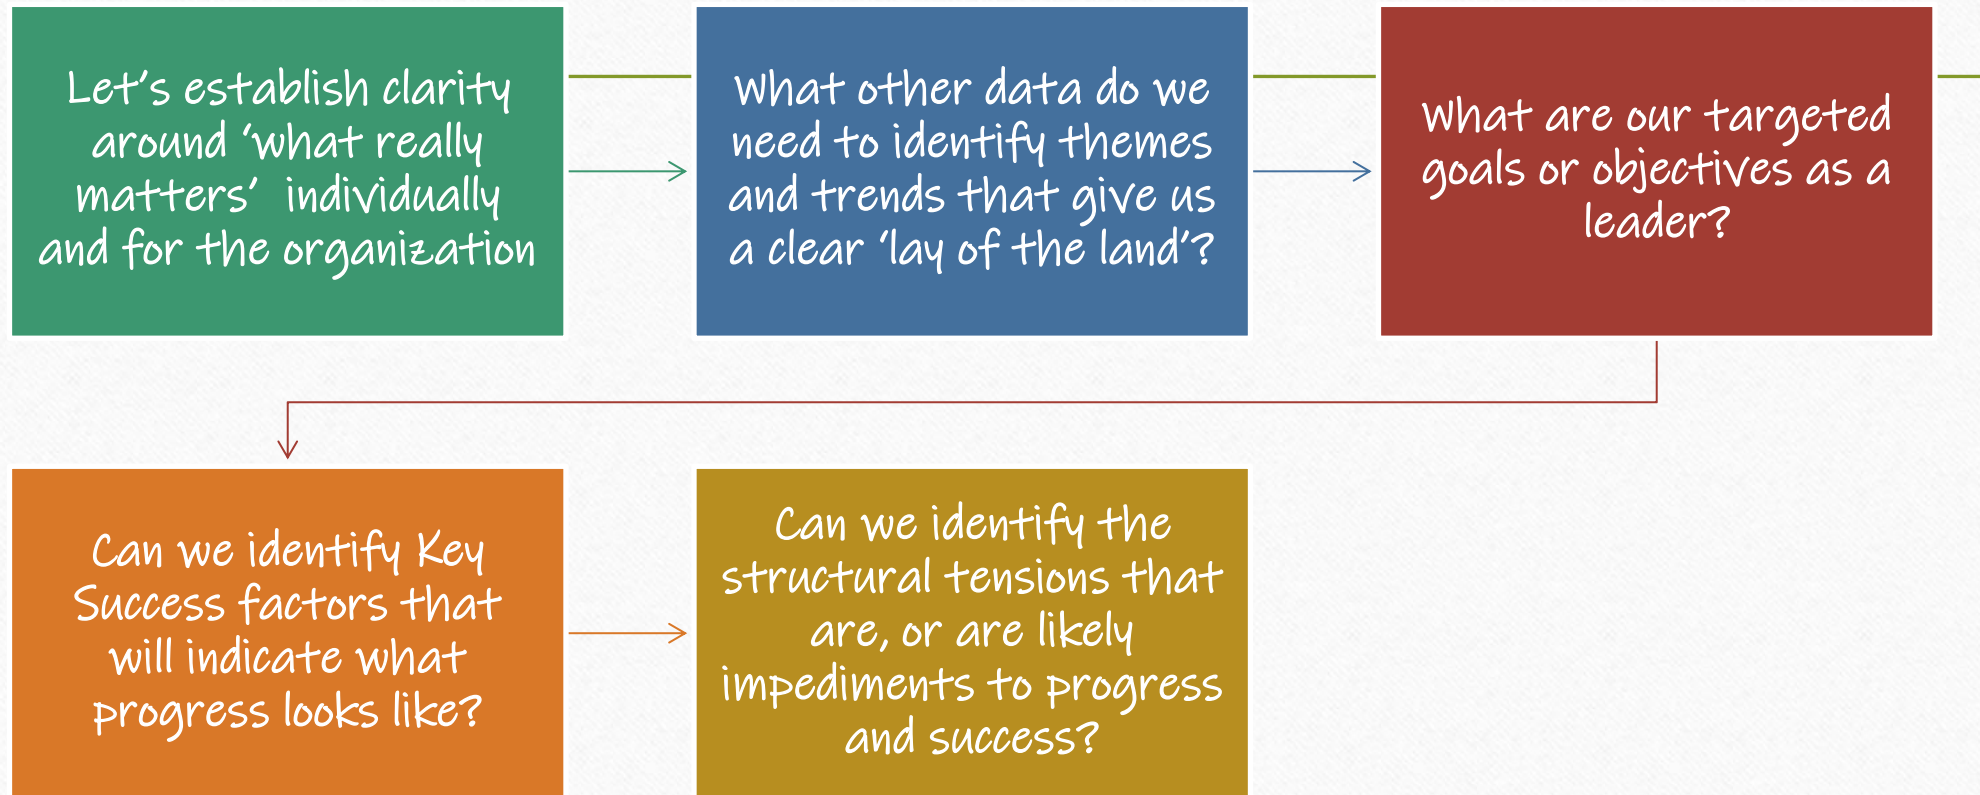 Let's establish clarity
around 'what really
matters'  individually
and for the organization
What other data do we
need to identify themes
and trends that give us
a clear 'lay of the land'?
What are our targeted
goals or objectives as a
leader?
Can we identify Key
Success factors that
will indicate what
progress looks like?
Can we identify the
structural tensions that
are, or are likely
impediments to progress
and success?